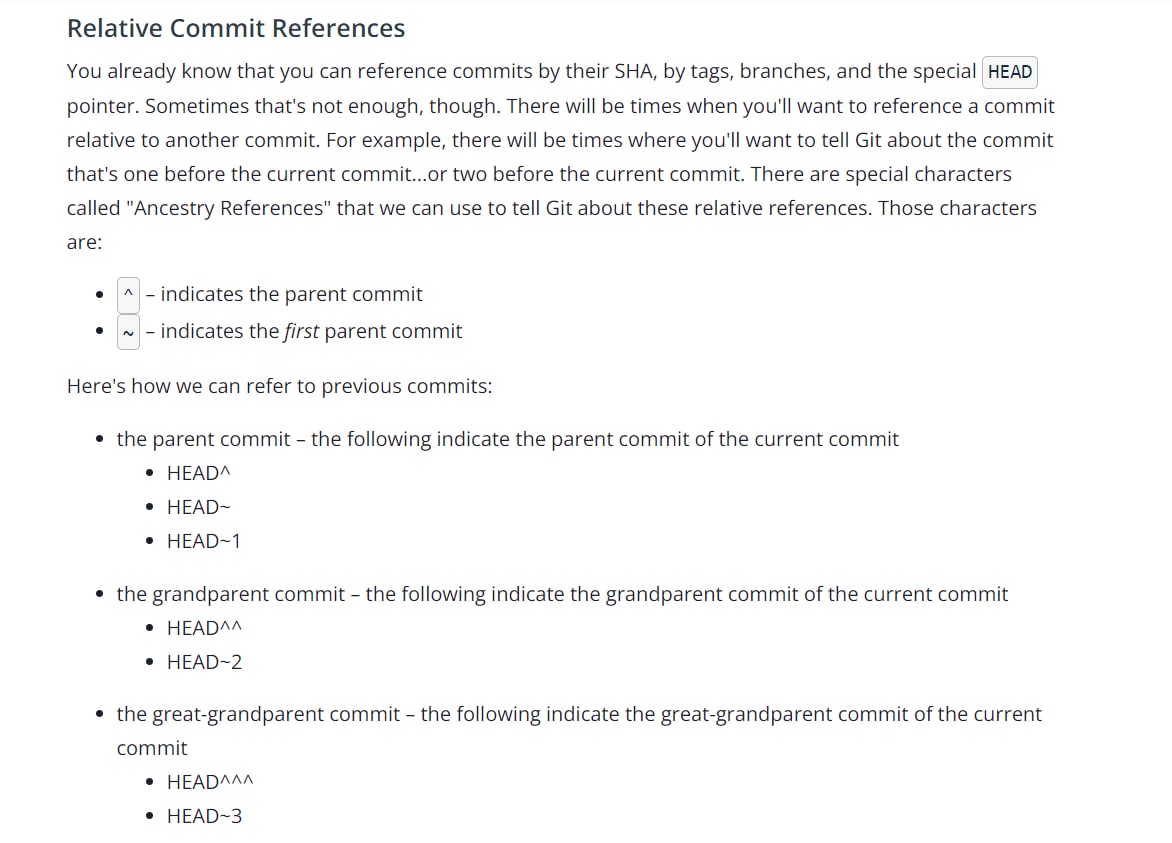 Relative Commit References
You already know that you can reference commits by their SHA, by tags, branches, and the special HEAD
pointer. Sometimes that's not enough, though. There will be times when you'll want to reference a commit
relative to another commit. For example, there will be times where you'll want to tell Git about the commit
that's one before the current commit...or two before the current commit. There are special characters
called "Ancestry References" that we can use to tell Git about these relative references. Those characters
are:
• ^ – indicates the parent commit
• ~ – indicates the first parent commit
Here's how we can refer to previous commits:
• the parent commit – the following indicate the parent commit of the current commit
• HEAD^
• HEAD~
• HEAD~1
• the grandparent commit – the following indicate the grandparent commit of the current commit
• HEAD^^
• HEAD~2
• the great-grandparent commit – the following indicate the great-grandparent commit of the current
commit
• HEAD^^^
• HEAD~3